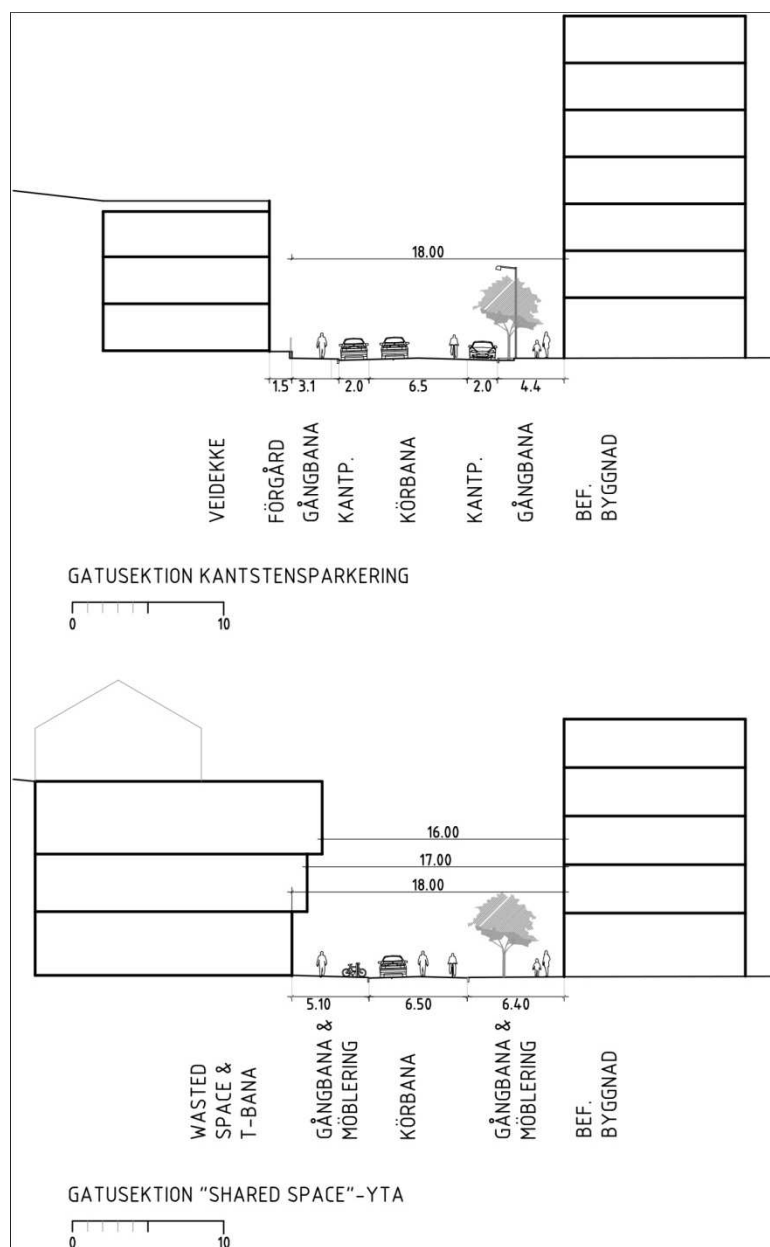 18.00
1.5 3.1 2.0 6.5 2.0 4.4
VEIDEKKE
FÖRGÅRD
GÅNGBANA
KANTP.
KÖRBANA
KANTP.
GÅNGBANA
BEF.
BYGGNAD
GATUSEKTION KANTSTENSPARKERING
0 10
16.00
17.00
18.00
5.10 6.50 6.40
WASTED
SPACE &
T-BANA
GÅNGBANA &
MÖBLERING
KÖRBANA
GÅNGBANA &
MÖBLERING
BEF.
BYGGNAD
GATUSEKTION "SHARED SPACE"-YTA
0 10